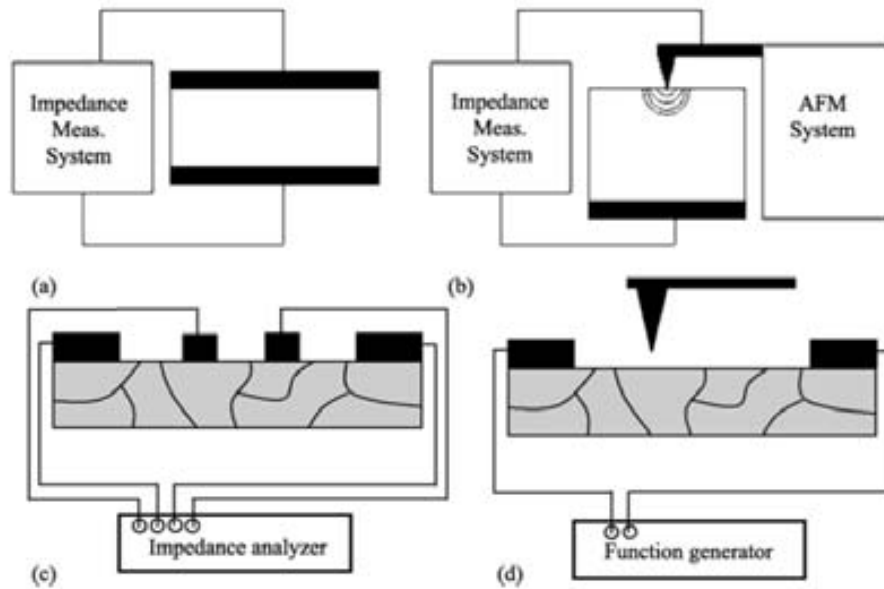 Impedance
Meas.
System
Impedance
Meas.
System
AFM
System
(a)
(b)
Impedance analyzer
(c)
Function generator
(d)